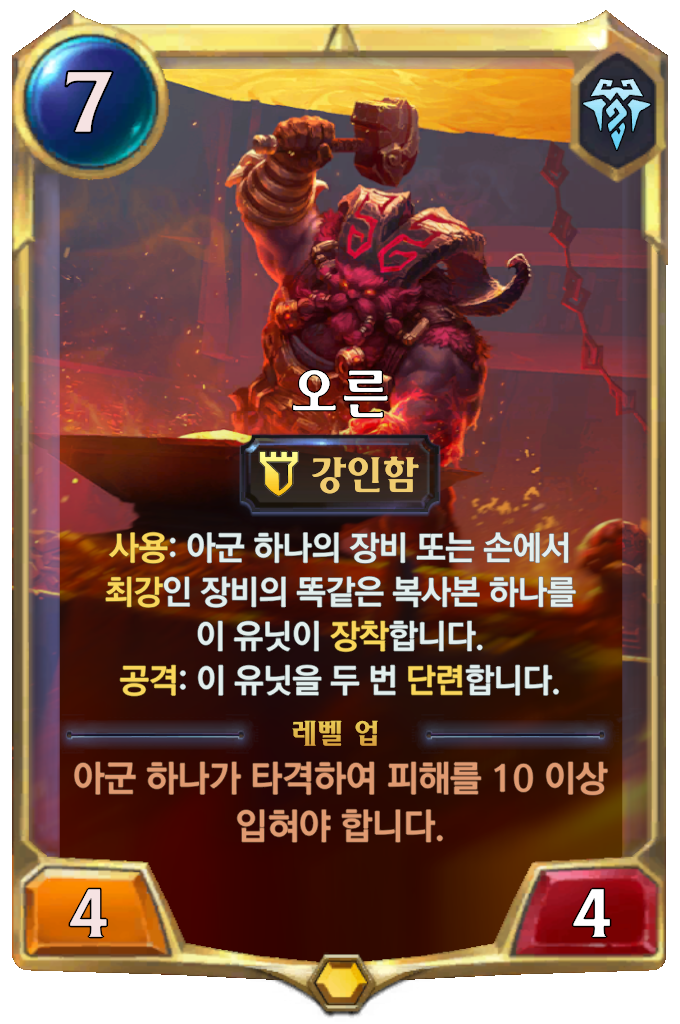 7
오른
강인함
사용: 아군 하나의 장비 또는 손에서
최강인 장비의 똑같은 복사본 하나를
이 유닛이 장착합니다.
공격: 이 유닛을 두 번 단련합니다.
레벨 업
아군 하나가 타격하여 피해를 10 이상
입혀야 합니다.
4
4